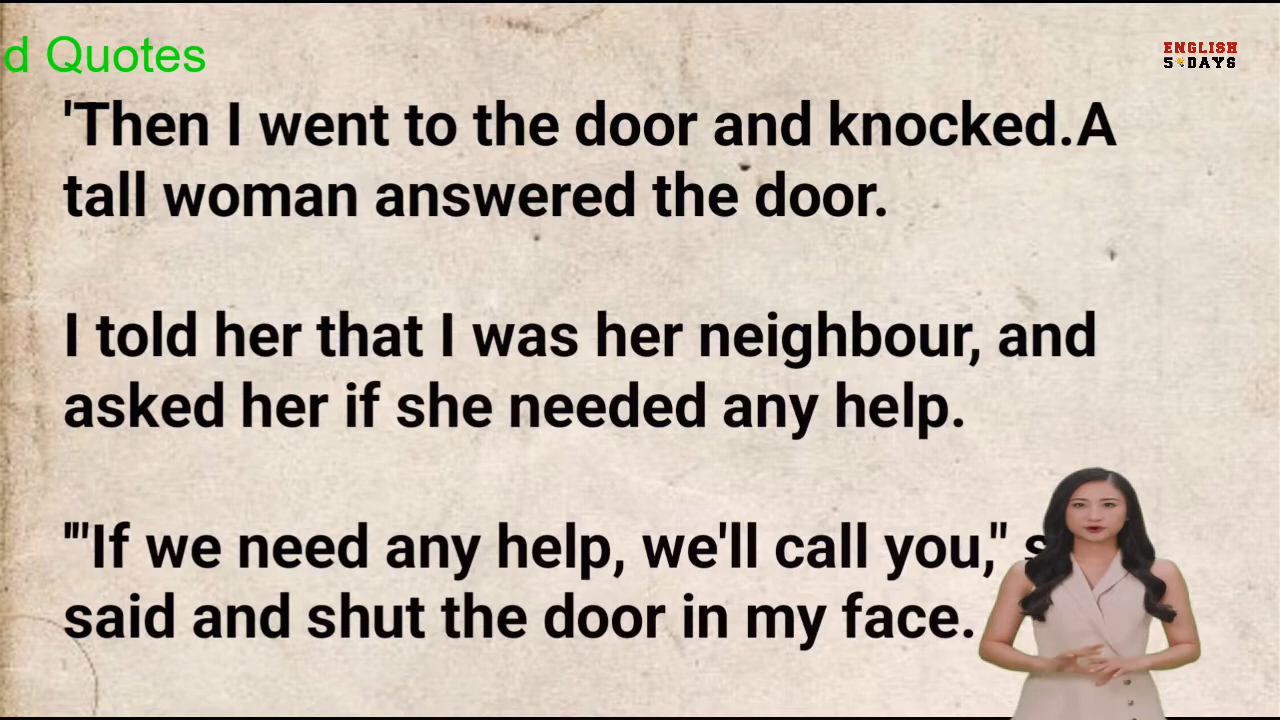 d Quotes
ENGLISH
5 DAYS
'Then I went to the door and knocked.A
tall woman answered the door.
I told her that I was her neighbour, and
asked her if she needed any help.
"'If we need any help, we'll call you,"
said and shut the door in my face.